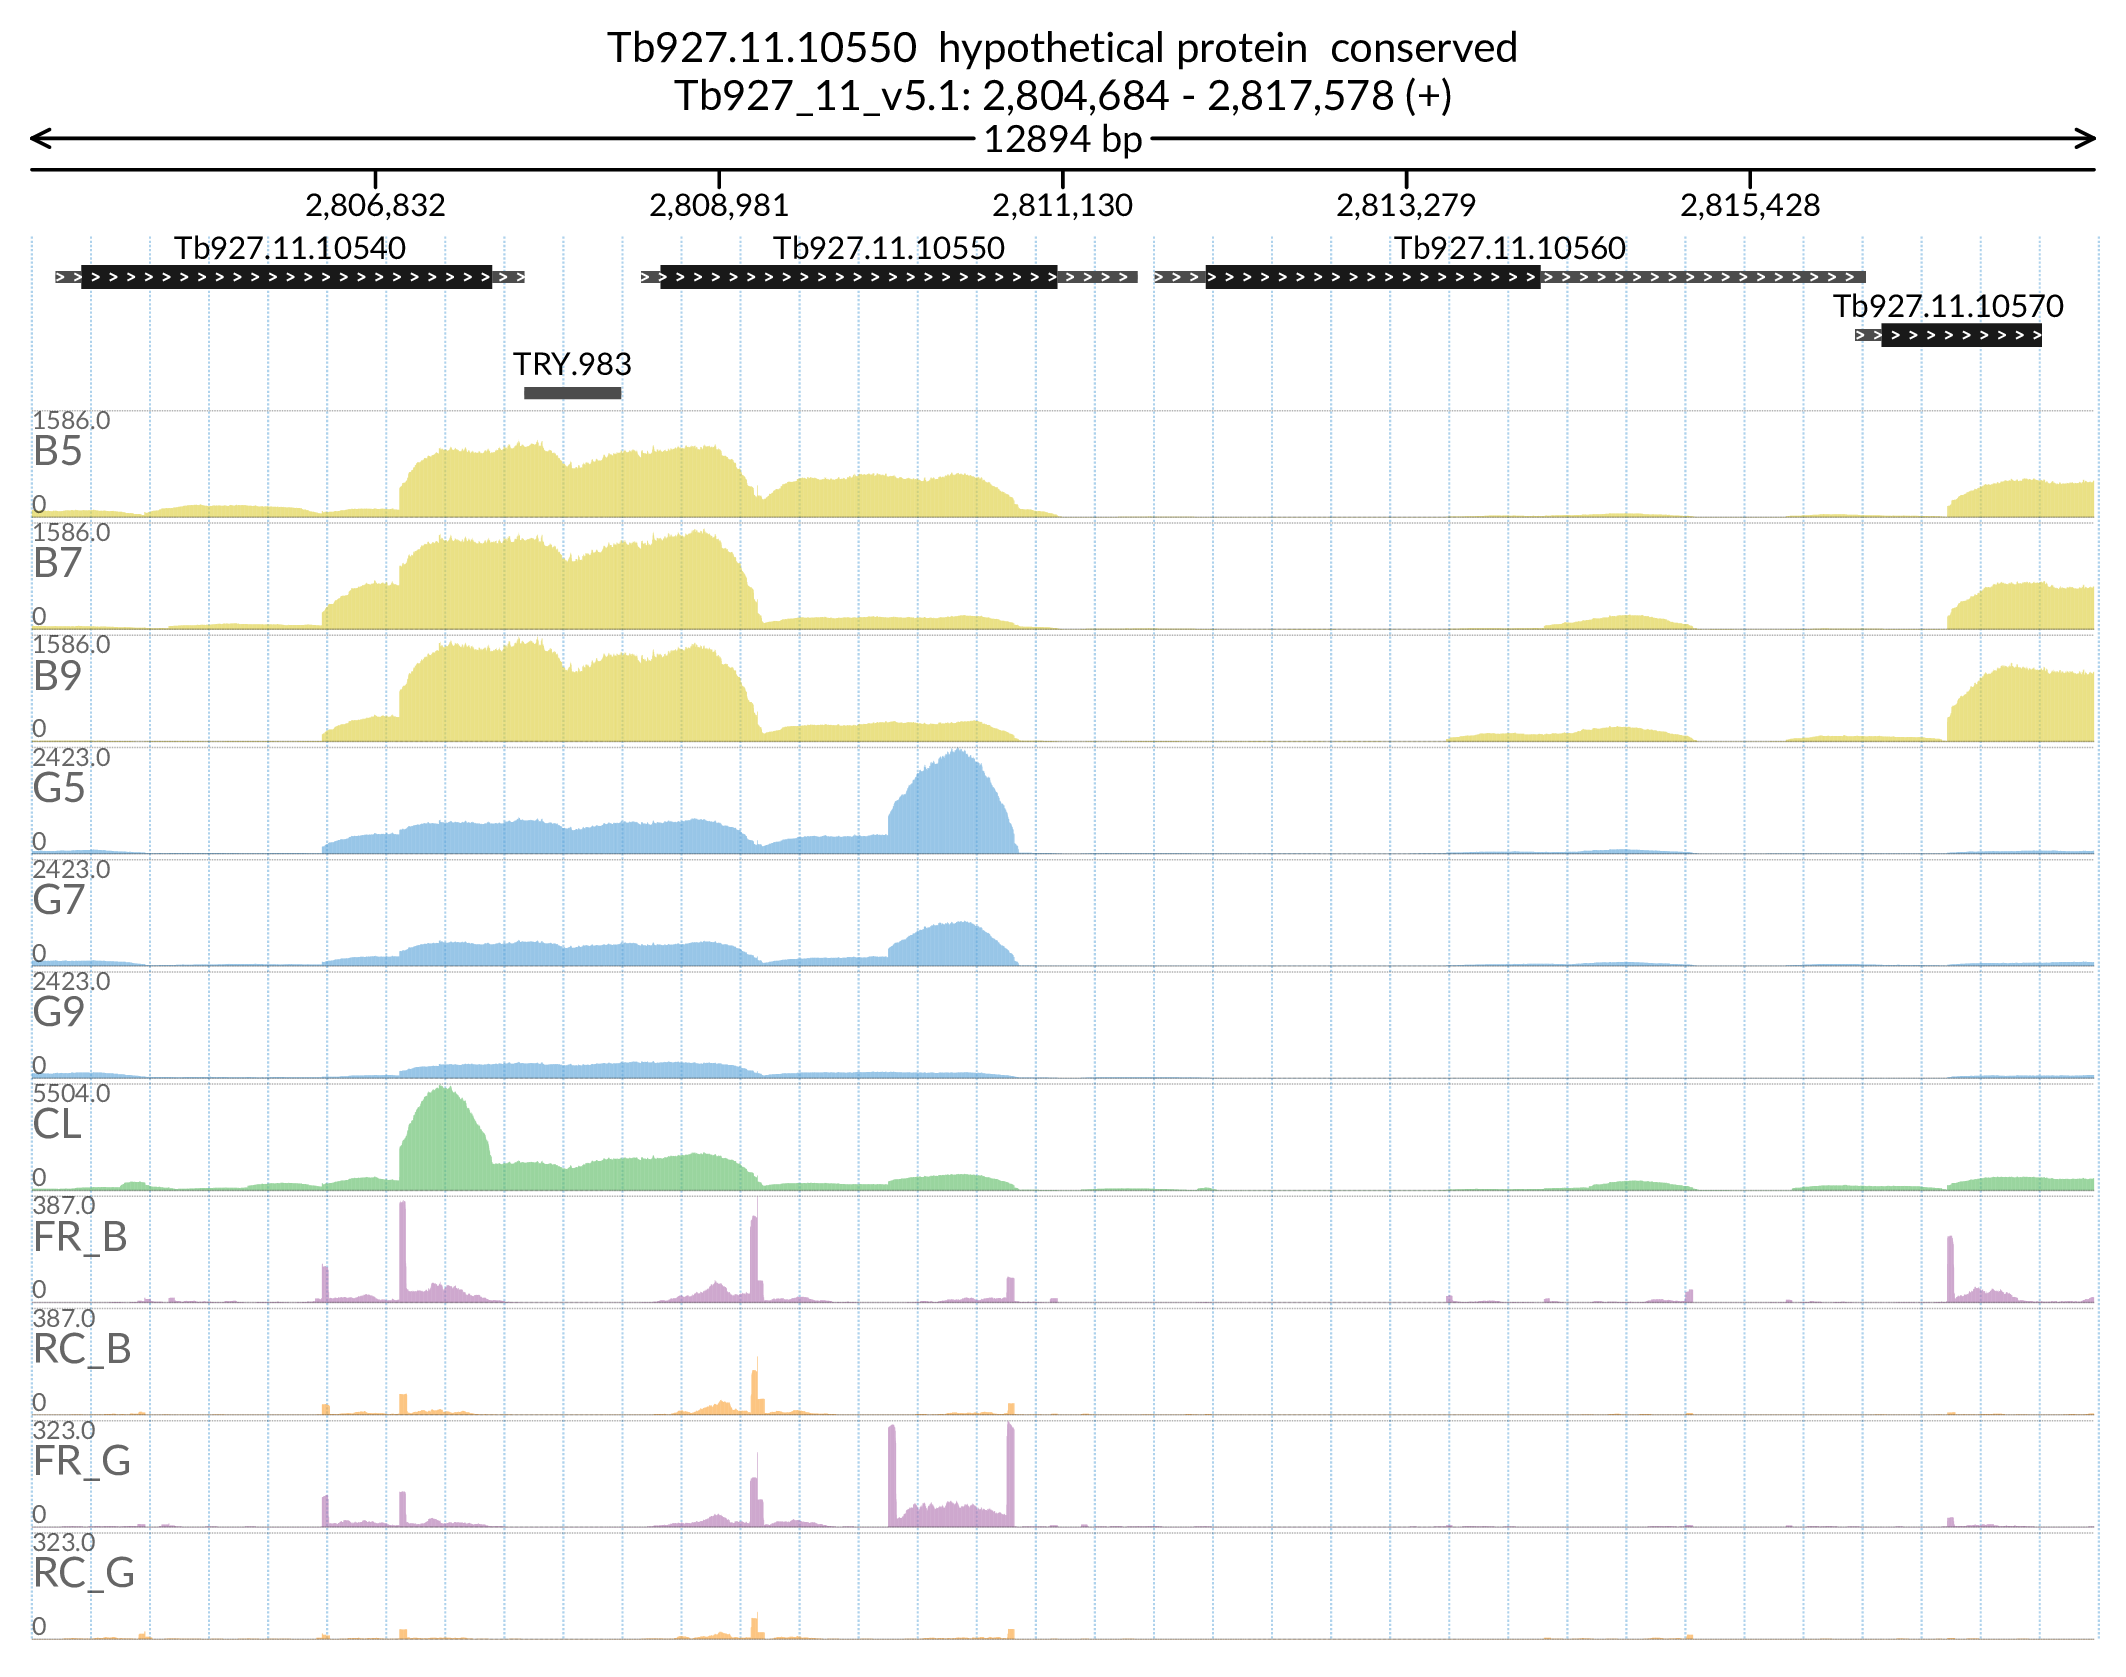 Tb927.11.10550  hypothetical protein  conserved
Tb927_11_v5.1: 2,804,684 - 2,817,578 (+)
12894 bp
2,806,832 2,808,981 2,811,130 2,813,279 2,815,428
Tb927.11.10540 Tb927.11.10550 Tb927.11.10560
Tb927.11.10570
TRY.983
1586.0
B5
0
1586.0
B7
0
1586.0
B9
0
2423.0
G5
0
2423.0
G7
0
2423.0
G9
0
5504.0
CL
0
387.0
FR_B
0
387.0
RC_B
0
323.0
FR_G
0
323.0
RC_G
0